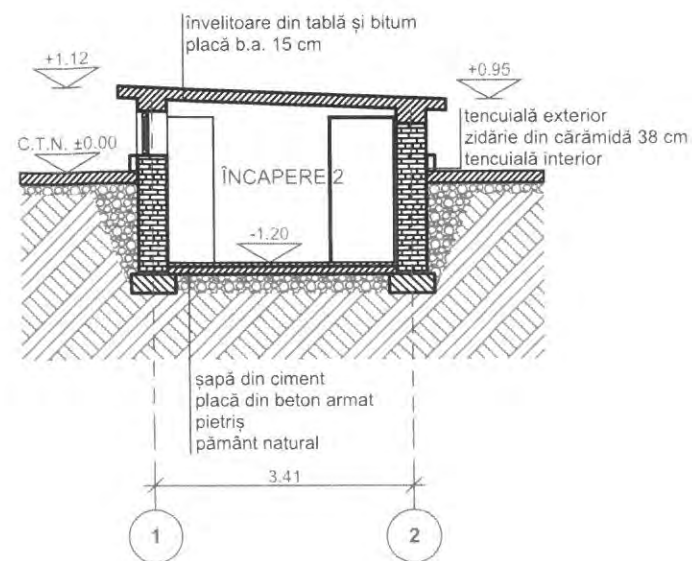 învelitoare din tablă și bitum
placă b.a. 15 cm
+1.12
+0.95
tencuială exterior
zidărie din cărămidă 38 cm
tencuială interior
C.T.N. ±0.00
ÎNCAPERE 2
-1.20
șapă din ciment
placă din beton armat
pietriș
pământ natural
3.41
1
2